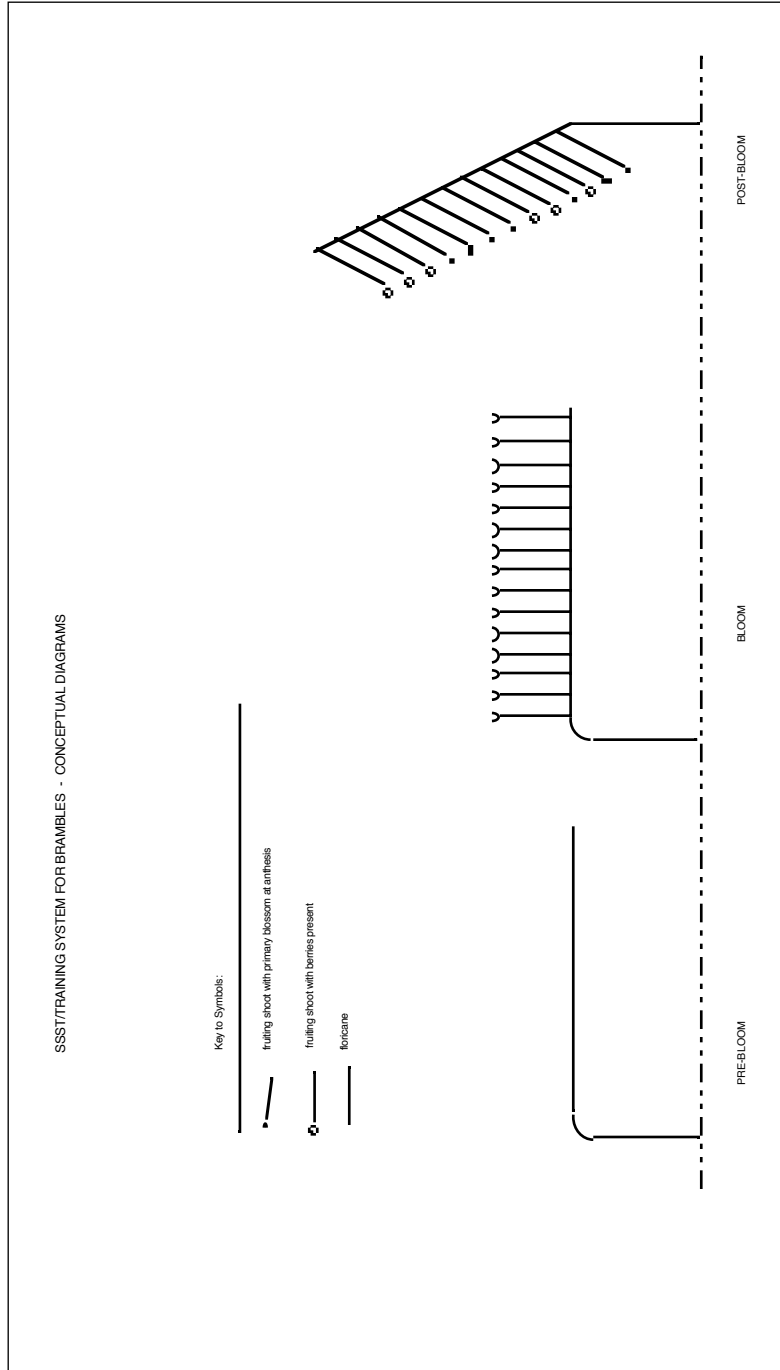 SSST/TRAINING SYSTEM FOR BRAMBLES - CONCEPTUAL DIAGRAMS
Key to Symbols:
fruiting shoot with primary blossom at anthesis
fruiting shoot with berries present
floricane
PRE-BLOOM
BLOOM
POST-BLOOM